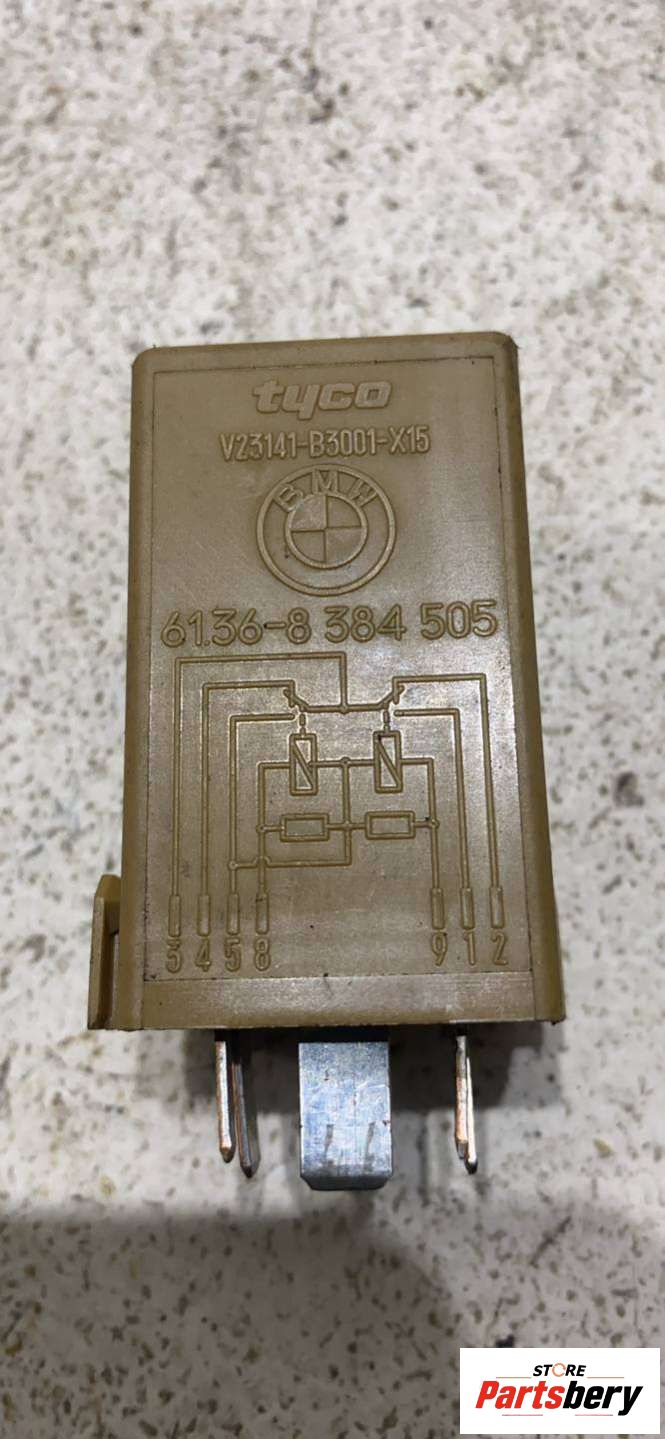 tyco
V23141-B3001-X15
BMW
61.36-8 384 505
3 4 5 8 9 1 2
STORE
Partsbery